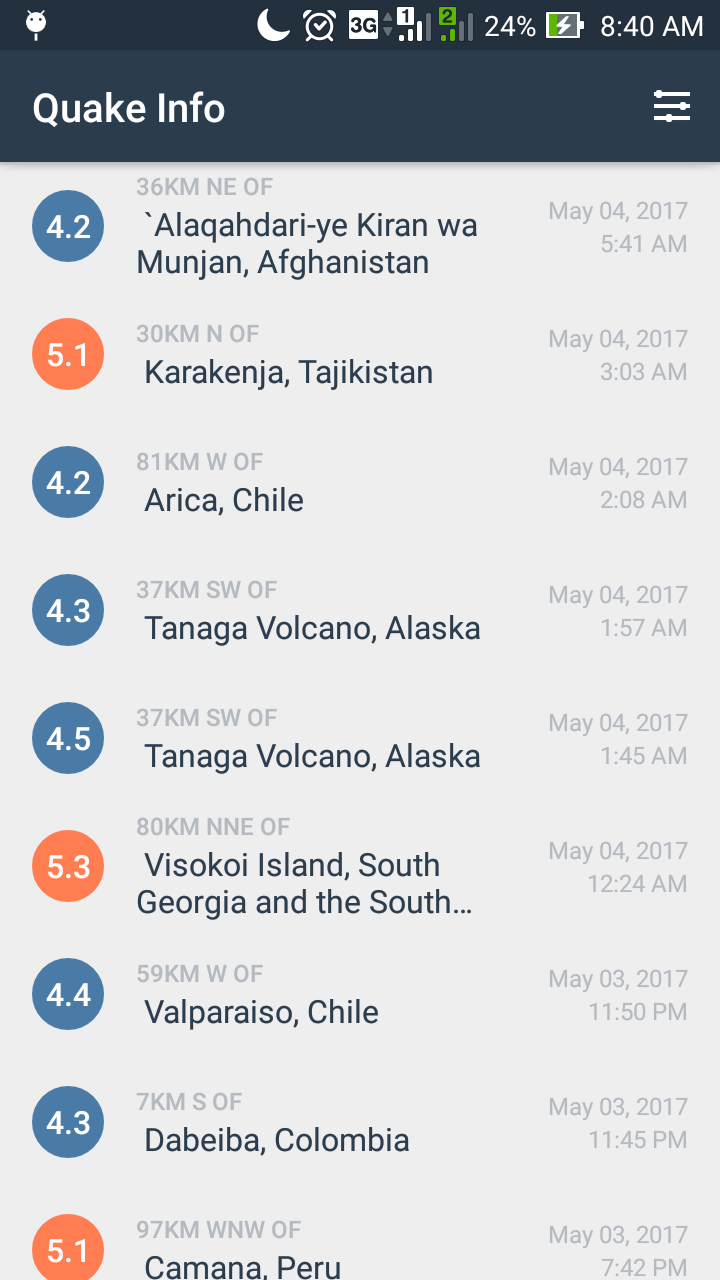 3G 1 2 24% 8:40 AM
Quake Info
36KM NE OF
4.2 `Alaqahdari-ye Kiran wa
Munjan, Afghanistan
May 04, 2017
5:41 AM
30KM N OF
5.1 Karakenja, Tajikistan
May 04, 2017
3:03 AM
81KM W OF
4.2 Arica, Chile
May 04, 2017
2:08 AM
37KM SW OF
4.3 Tanaga Volcano, Alaska
May 04, 2017
1:57 AM
37KM SW OF
4.5 Tanaga Volcano, Alaska
May 04, 2017
1:45 AM
80KM NNE OF
5.3 Visokoi Island, South
Georgia and the South…
May 04, 2017
12:24 AM
59KM W OF
4.4 Valparaiso, Chile
May 03, 2017
11:50 PM
7KM S OF
4.3 Dabeiba, Colombia
May 03, 2017
11:45 PM
97KM WNW OF
5.1 Camana, Peru
May 03, 2017
7:42 PM